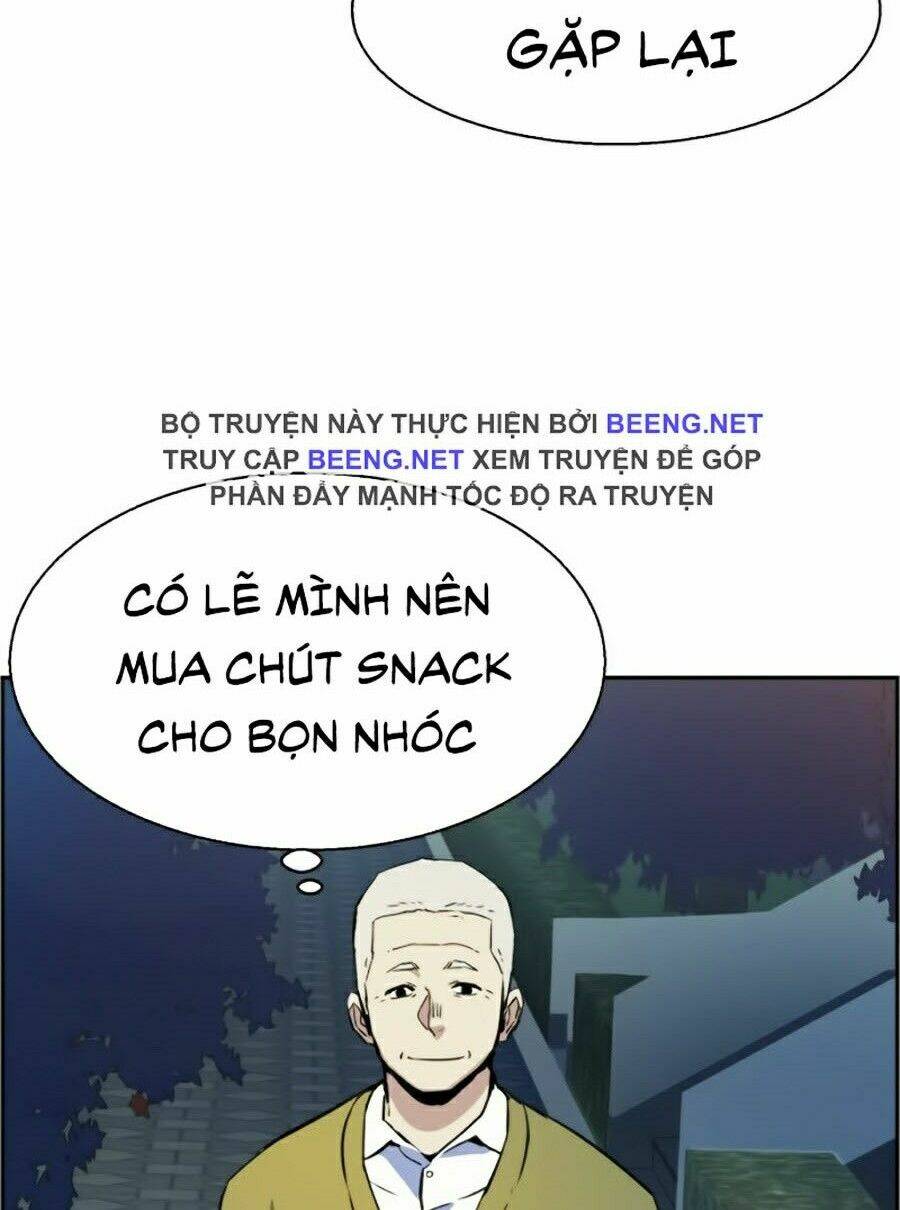 GẶP LẠI
BỘ TRUYỆN NÀY THỰC HIỆN BỞI BEENG.NET
TRUY CẬP BEENG.NET XEM TRUYỆN ĐỂ GÓP
PHẦN ĐẨY MẠNH TỐC ĐỘ RA TRUYỆN
CÓ LẼ MÌNH NÊN
MUA CHÚT SNACK
CHO BỌN NHÓC